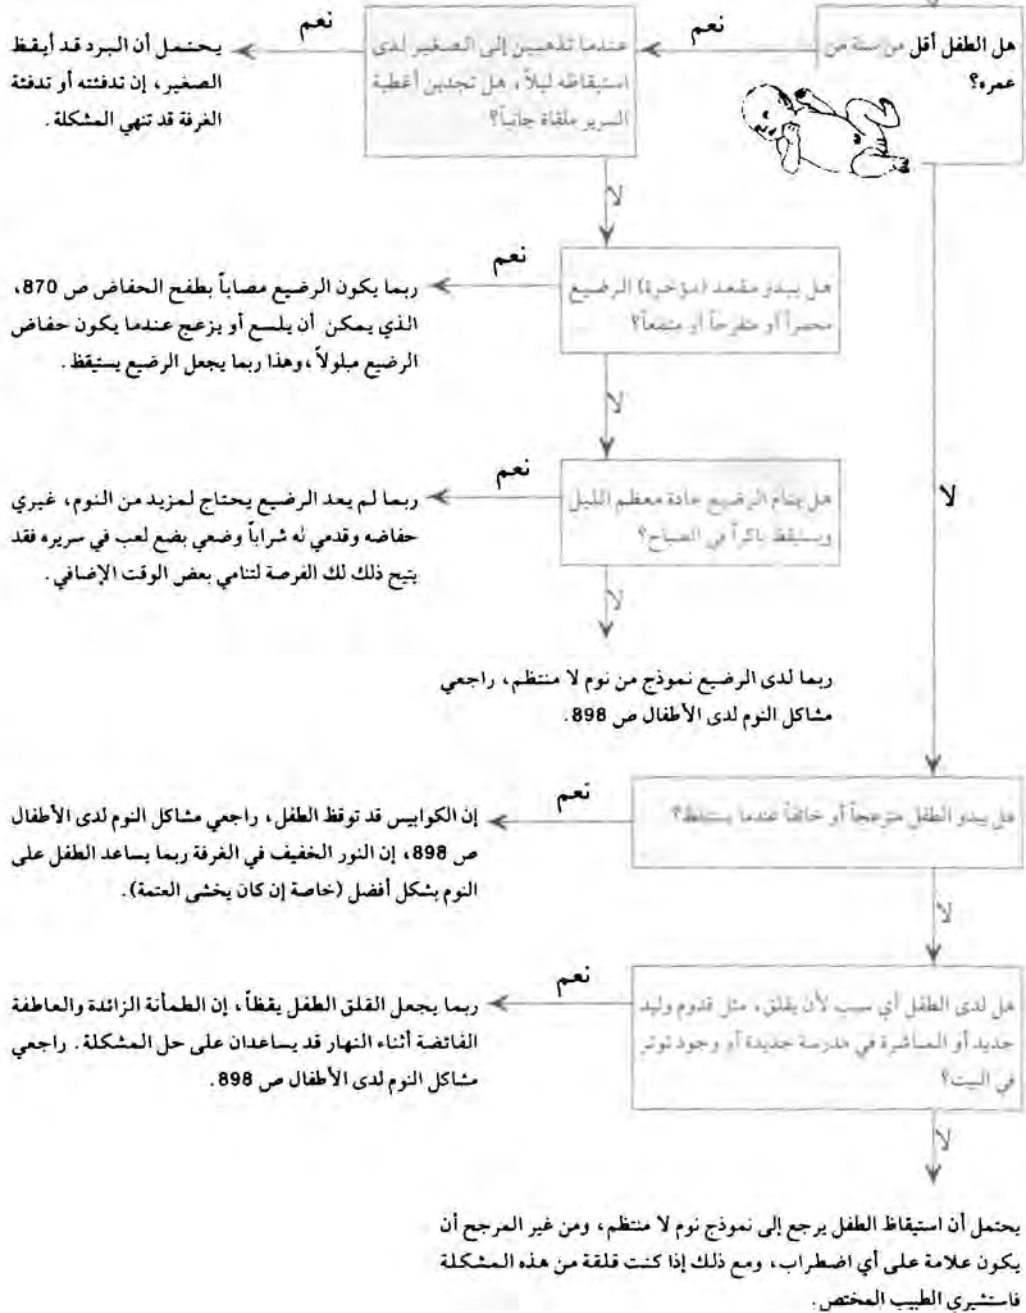 هل الطفل أقل من سنة من
عمره؟
نعم
عندما تذهبين إلى الصغير لدى
استيقاظه ليلاً، هل تجدين أغطية
السرير ملقاة جانباً؟
نعم
يحتمل أن البرد قد أيقظ
الصغير، إن تدفئته أو تدفئة
الغرفة قد تنهي المشكلة.
لا
هل يبدو مقعد (مؤخرة) الرضيع
محمراً أو متقرحاً أو متبقعاً؟
نعم
ربما يكون الرضيع مصاباً بطفح الحفاض ص 870،
الذي يمكن أن يلسع أو يزعج عندما يكون حفاض
الرضيع مبلولاً، وهذا ربما يجعل الرضيع يستيقظ.
لا
هل ينام الرضيع عادة معظم الليل
ويستيقظ باكراً في الصباح؟
نعم
ربما لم يعد الرضيع يحتاج لمزيد من النوم، غيري
حفاضه وقدمي له شراباً وضعي بضع لعب في سريره فقد
يتيح ذلك لك الفرصة لتنامي بعض الوقت الإضافي.
لا
ربما لدى الرضيع نموذج من نوم لا منتظم، راجعي
مشاكل النوم لدى الأطفال ص 898.
لا
هل يبدو الطفل منزعجاً أو خائفاً عندما يستيقظ؟
نعم
إن الكوابيس قد توقظ الطفل، راجعي مشاكل النوم لدى الأطفال
ص 898، إن النور الخفيف في الغرفة ربما يساعد الطفل على
النوم بشكل أفضل (خاصة إن كان يخشى العتمة).
لا
هل لدى الطفل أي سبب لأن يقلق، مثل قدوم وليد
جديد أو المباشرة في مدرسة جديدة أو وجود توتر
في البيت؟
نعم
ربما يجعل القلق الطفل يقظاً، إن الطمأنة الزائدة والعاطفة
الفائضة أثناء النهار قد يساعدان على حل المشكلة. راجعي
مشاكل النوم لدى الأطفال ص 898.
لا
يحتمل أن استيقاظ الطفل يرجع إلى نموذج نوم لا منتظم، ومن غير المرجح أن
يكون علامة على أي اضطراب، ومع ذلك إذا كنت قلقة من هذه المشكلة
فاستشيري الطبيب المختص.